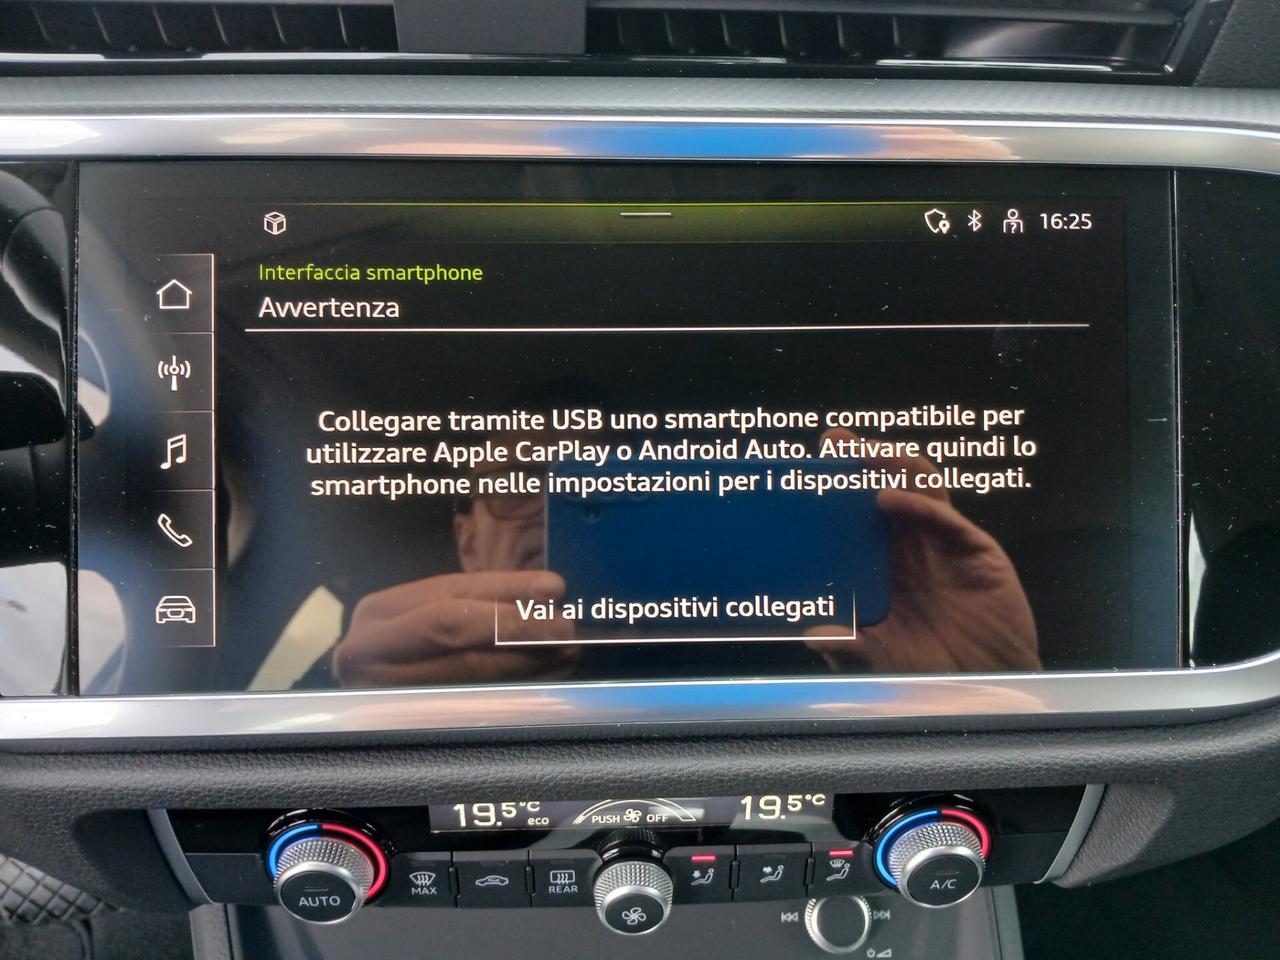 16:25
Interfaccia smartphone
Avvertenza
Collegare tramite USB uno smartphone compatibile per
utilizzare Apple CarPlay o Android Auto. Attivare quindi lo
smartphone nelle impostazioni per i dispositivi collegati.
Vai ai dispositivi collegati
19.5°C eco
PUSH OFF
19.5°C
AUTO
MAX
REAR
A/C